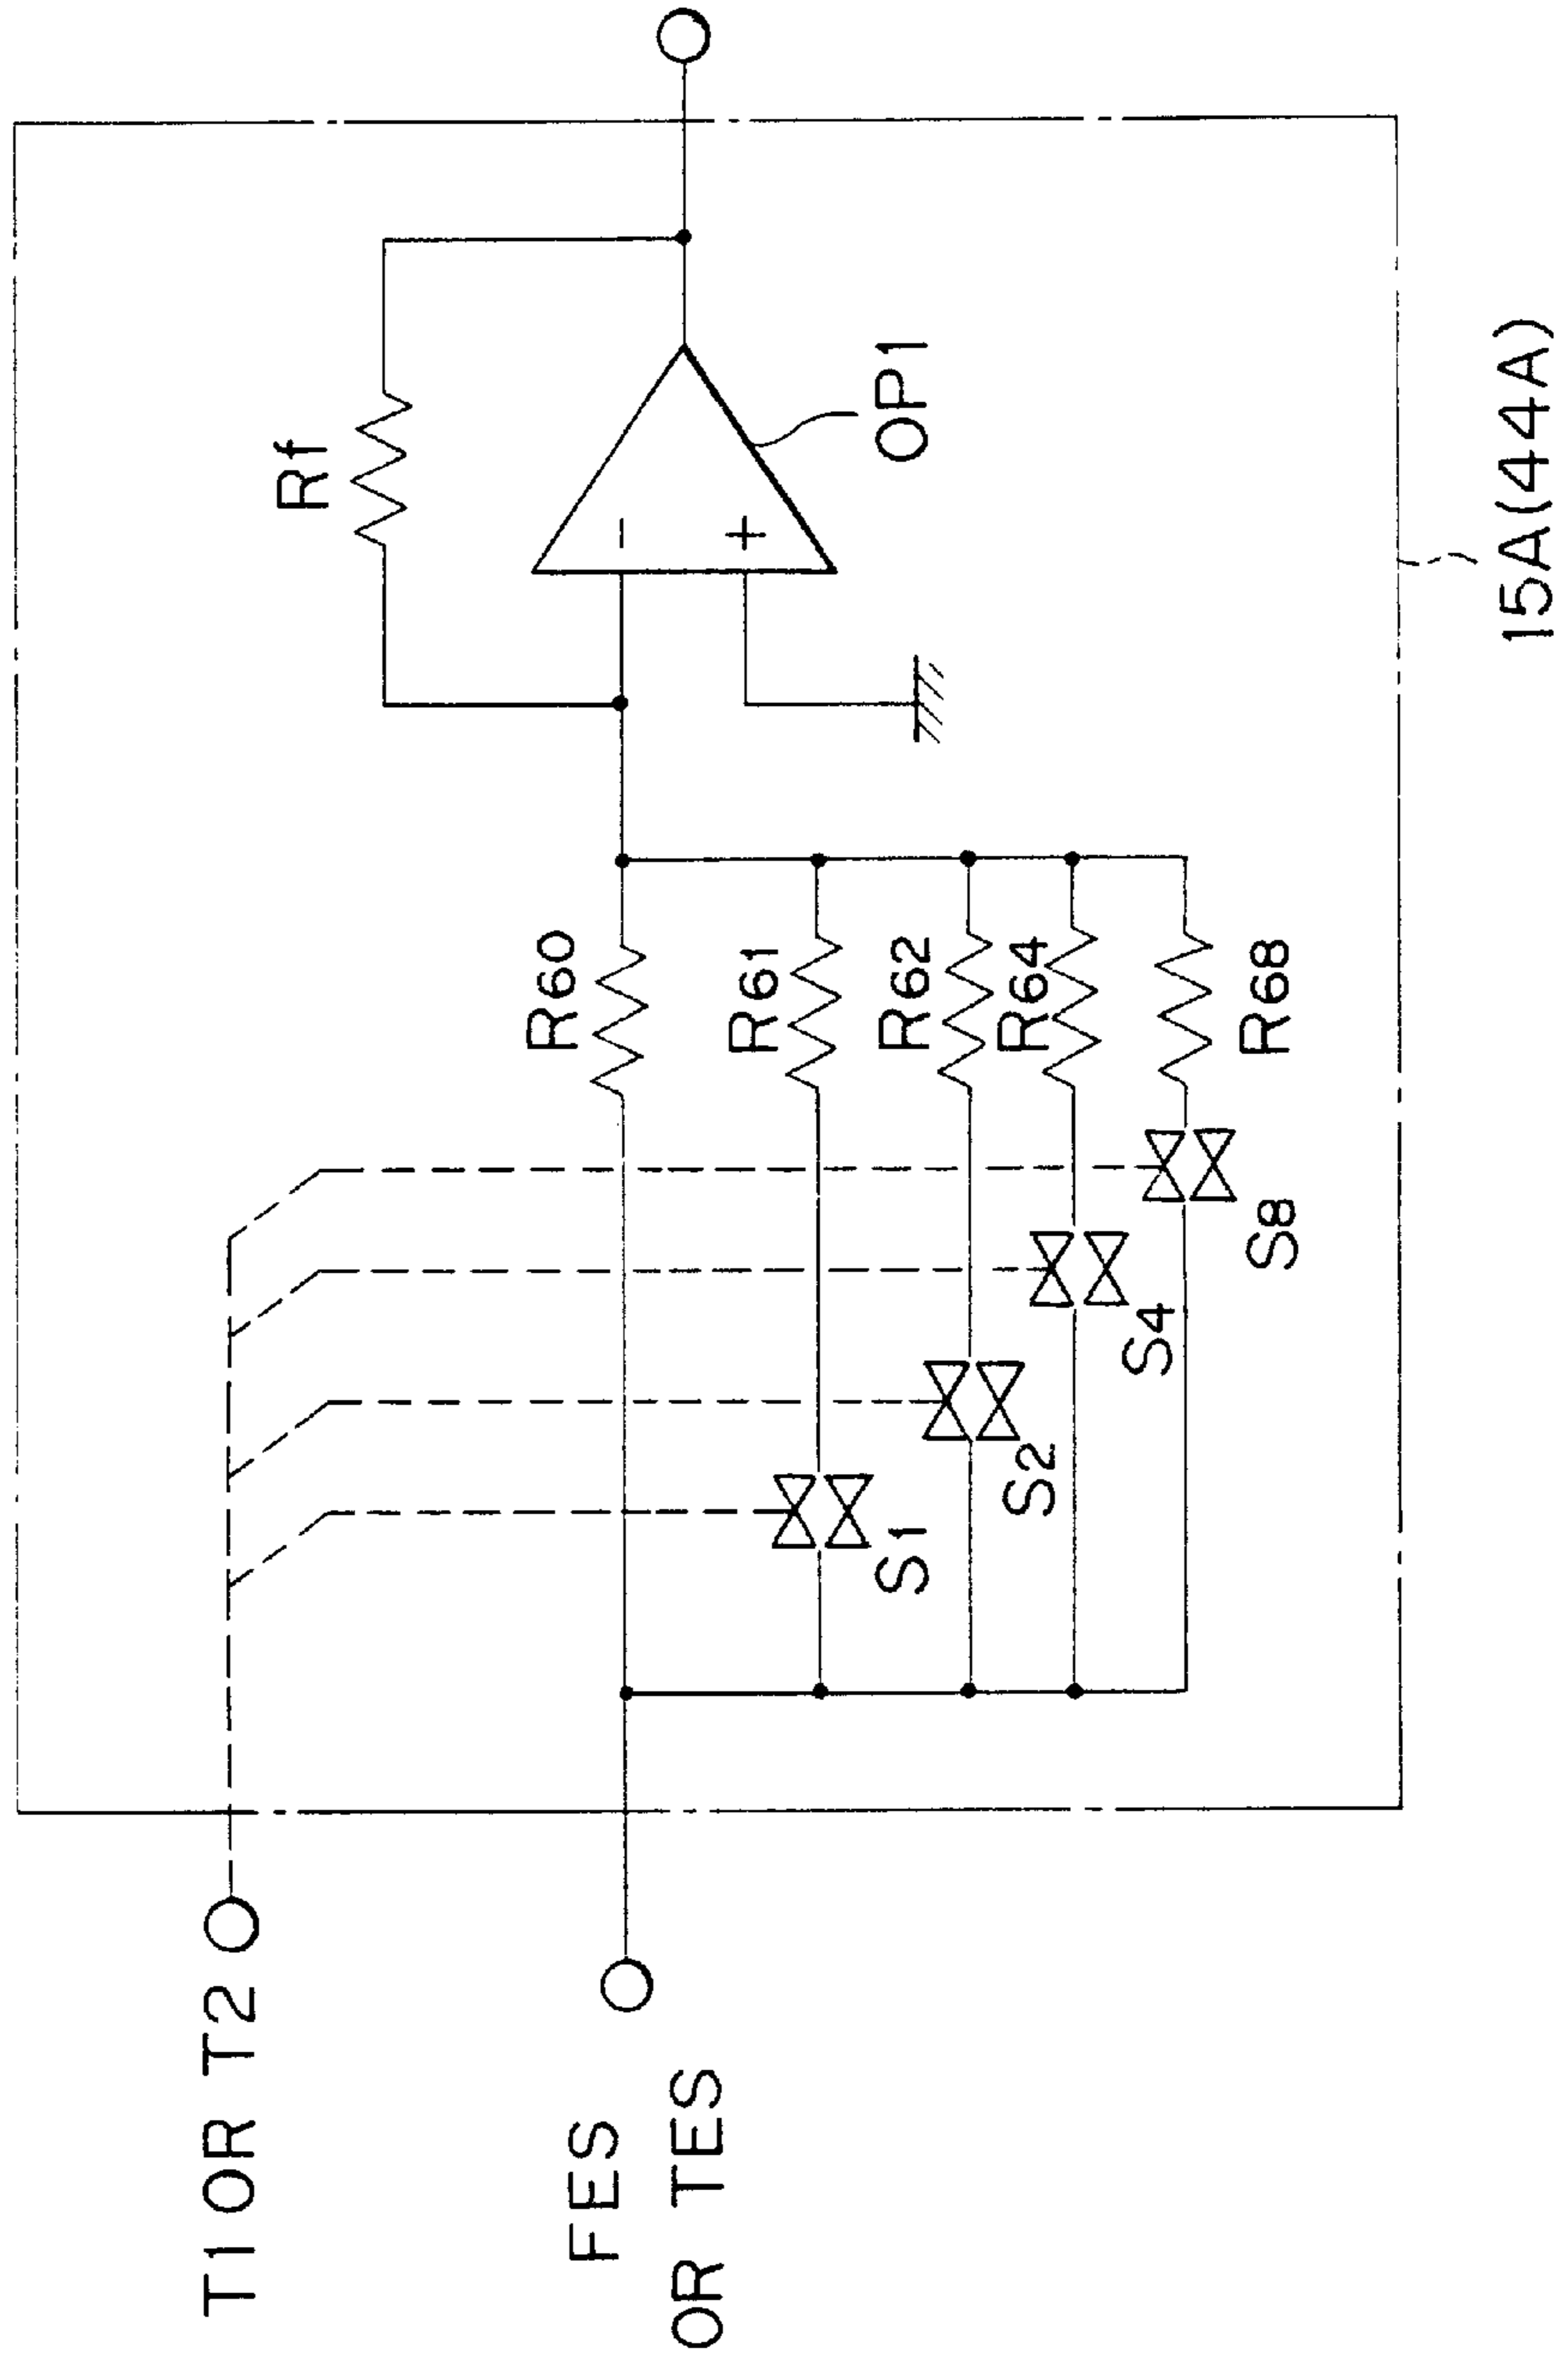 T1 OR T2
FES
OR TES
Rf
−
+
OP1
R60
R61
R62
R64
R68
S1
S2
S4
S8
15A(44A)